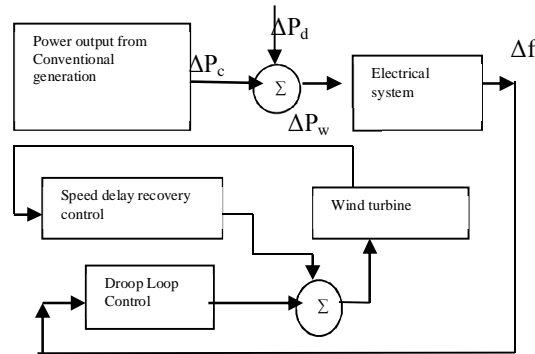 Power output from
Conventional
generation
ΔP_c
ΔP_d
Σ
ΔP_w
Electrical
system
Δf
Speed delay recovery
control
Wind turbine
Droop Loop
Control
Σ